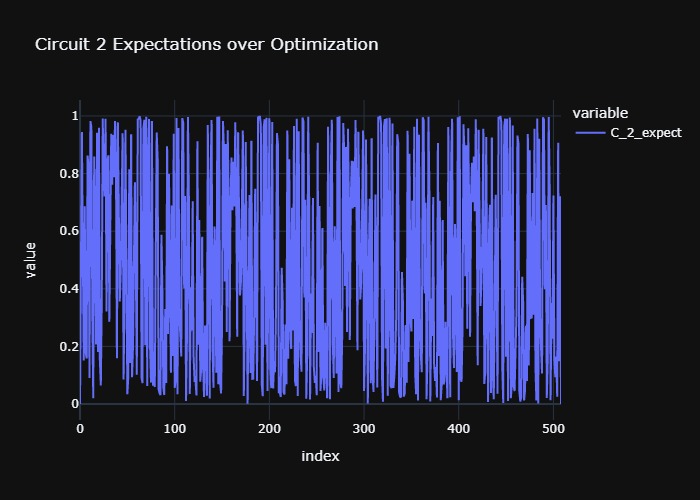 Circuit 2 Expectations over Optimization
variable
C_2_expect
value
1
0.8
0.6
0.4
0.2
0
0 100 200 300 400 500
index